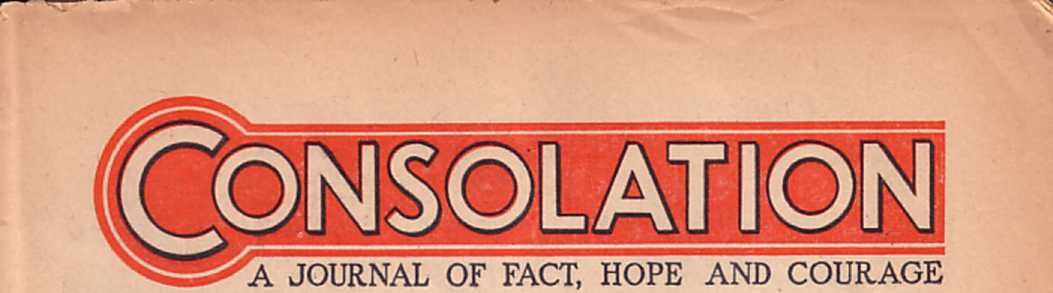 CONSOLATION
A JOURNAL OF FACT, HOPE AND COURAGE